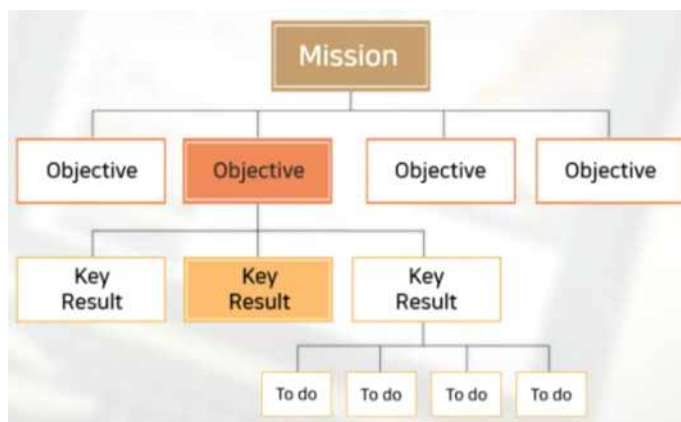 Mission
Objective
Objective
Objective
Objective
Key
Result
Key
Result
Key
Result
To do
To do
To do
To do